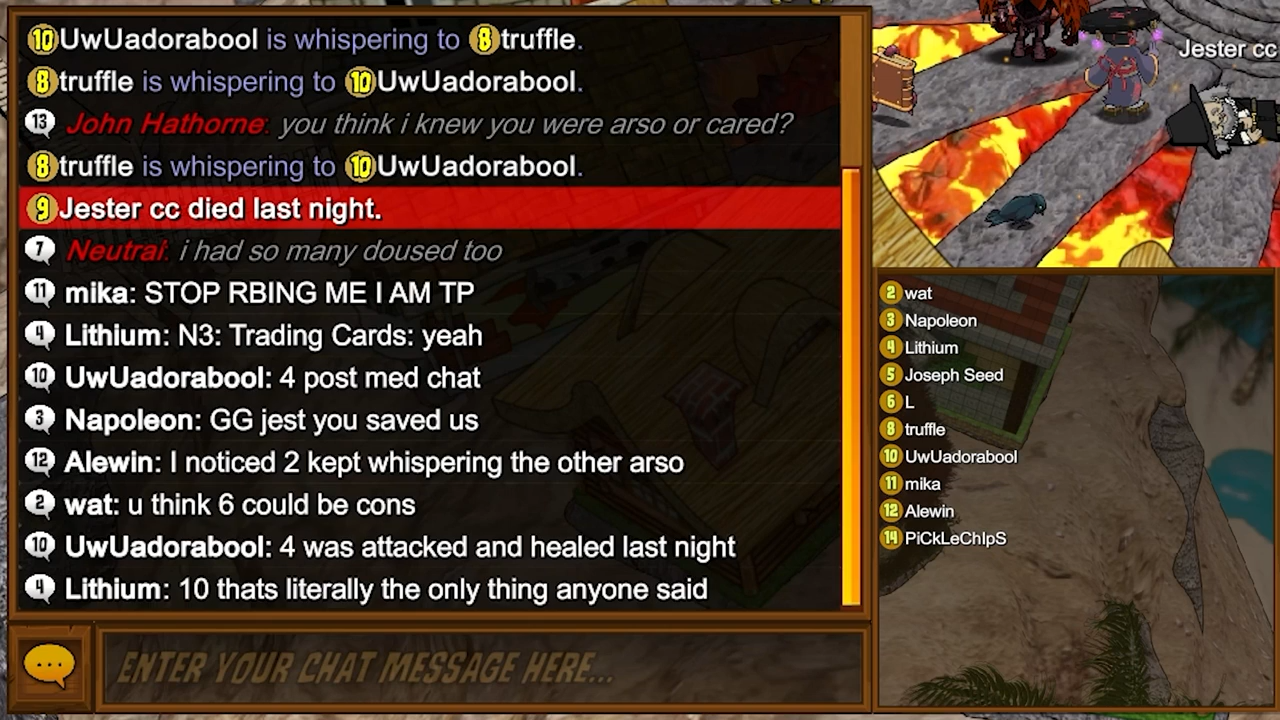 10 UwUadorabool is whispering to 8 truffle.
8 truffle is whispering to 10 UwUadorabool.
13 John Hathorne: you think i knew you were arso or cared?
8 truffle is whispering to 10 UwUadorabool.
9 Jester cc died last night.
7 Neutral: i had so many doused too
11 mika: STOP RBING ME I AM TP
4 Lithium: N3: Trading Cards: yeah
10 UwUadorabool: 4 post med chat
3 Napoleon: GG jest you saved us
12 Alewin: I noticed 2 kept whispering the other arso
2 wat: u think 6 could be cons
10 UwUadorabool: 4 was attacked and healed last night
4 Lithium: 10 thats literally the only thing anyone said
ENTER YOUR CHAT MESSAGE HERE...
Jester cc
2 wat
3 Napoleon
4 Lithium
5 Joseph Seed
6 L
8 truffle
10 UwUadorabool
11 mika
12 Alewin
14 PiCkLeChIpS